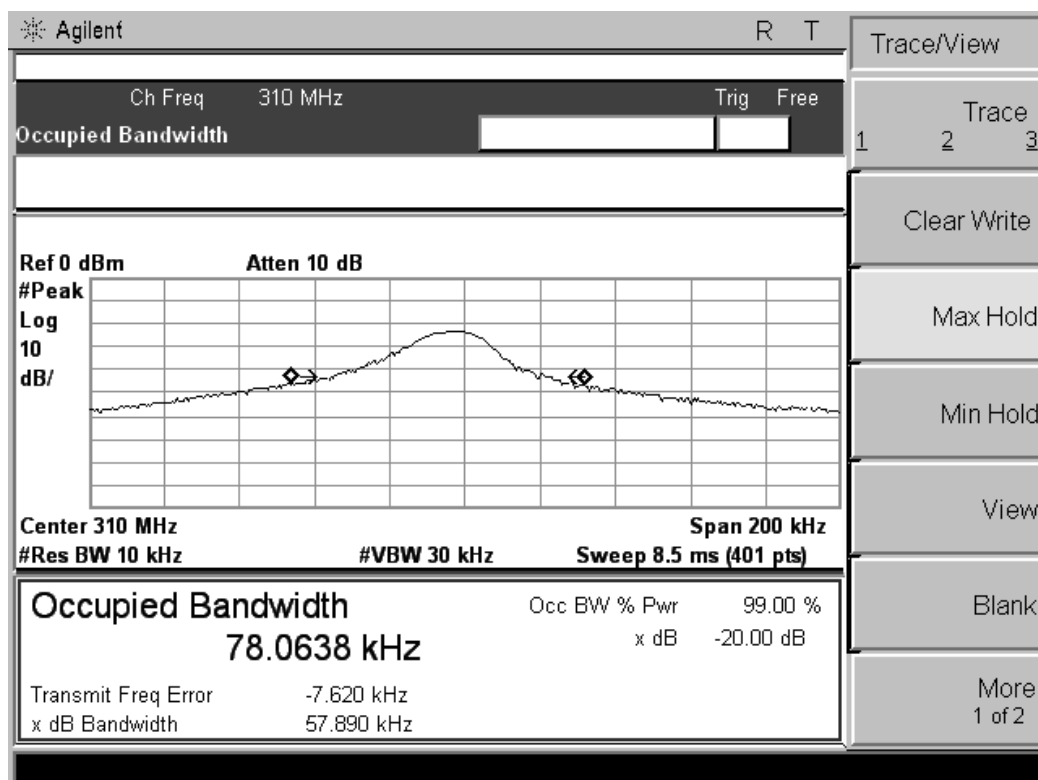 Agilent R T
Trace/View
Ch Freq 310 MHz Trig Free
Occupied Bandwidth
Trace
1 2 3
Clear Write
Max Hold
Min Hold
View
Blank
More
1 of 2
Ref 0 dBm Atten 10 dB
#Peak
Log
10
dB/
Center 310 MHz Span 200 kHz
#Res BW 10 kHz #VBW 30 kHz Sweep 8.5 ms (401 pts)
Occupied Bandwidth
78.0638 kHz
Occ BW % Pwr 99.00 %
x dB -20.00 dB
Transmit Freq Error -7.620 kHz
x dB Bandwidth 57.890 kHz